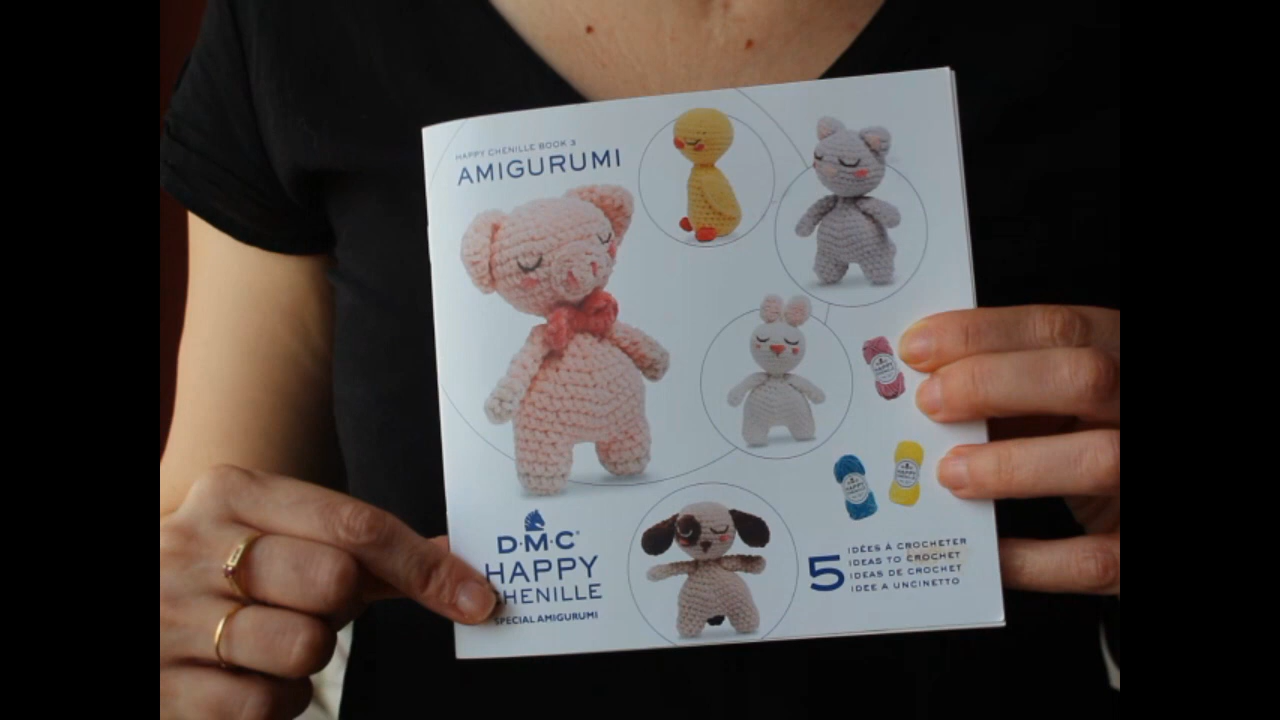 HAPPY CHENILLE BOOK 3
AMIGURUMI
D·M·C®
HAPPY
CHENILLE
SPECIAL AMIGURUMI
5
IDÉES À CROCHETER
IDEAS TO CROCHET
IDEAS DE CROCHET
IDEE A UNCINETTO